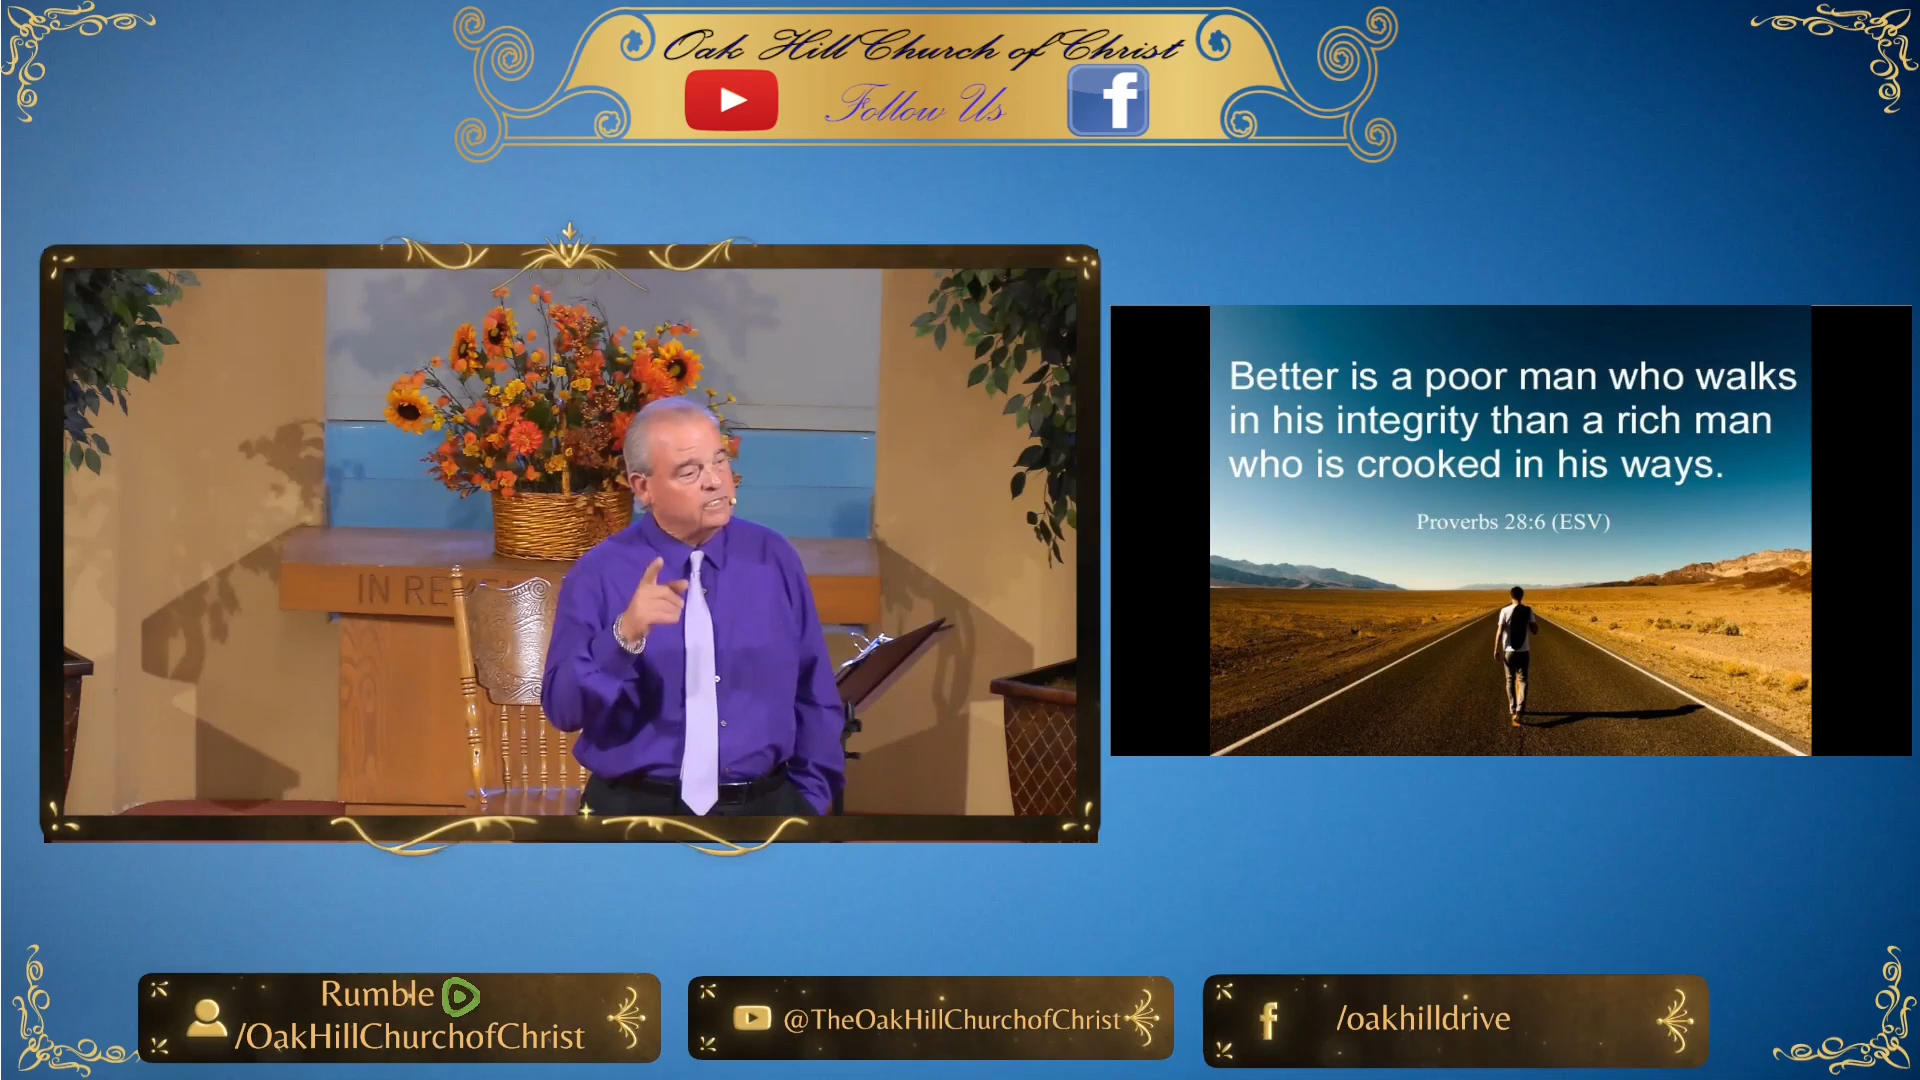 Oak Hill Church of Christ
Follow Us
Better is a poor man who walks
in his integrity than a rich man
who is crooked in his ways.
Proverbs 28:6 (ESV)
IN REME
Rumble
/OakHillChurchofChrist
@TheOakHillChurchofChrist
/oakhilldrive